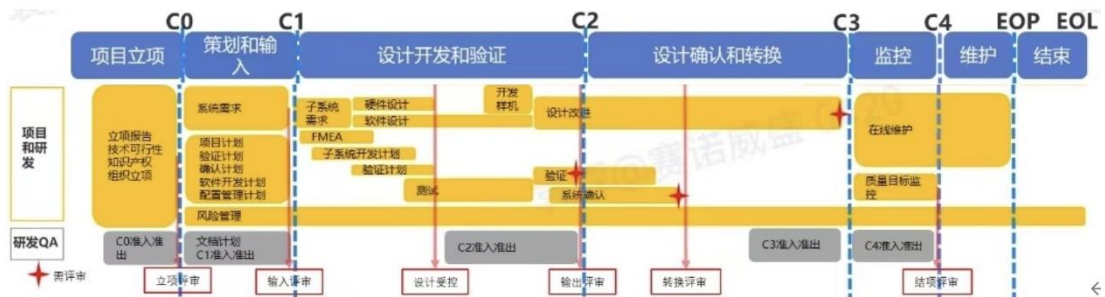 C0
C1
C2
C3
C4
EOP
EOL
项目立项
策划和输
入
设计开发和验证
设计确认和转换
监控
维护
结束
项目
和研
发
立项报告
技术可行性
知识产权
组织立项
系统需求
项目计划
验证计划
确认计划
软件开发计划
配置管理计划
风险管理
子系统
需求
硬件设计
软件设计
开发
样机
FMEA
子系统开发计划
验证计划
测试
设计改进
验证
系统确认
在线维护
质量目标监
控
@赛诺威盛
研发QA
C0准入准
出
文档计划
C1准入准出
C2准入准出
C3准入准出
C4准入准出
需评审
立项评审
输入评审
设计受控
输出评审
转换评审
结项评审